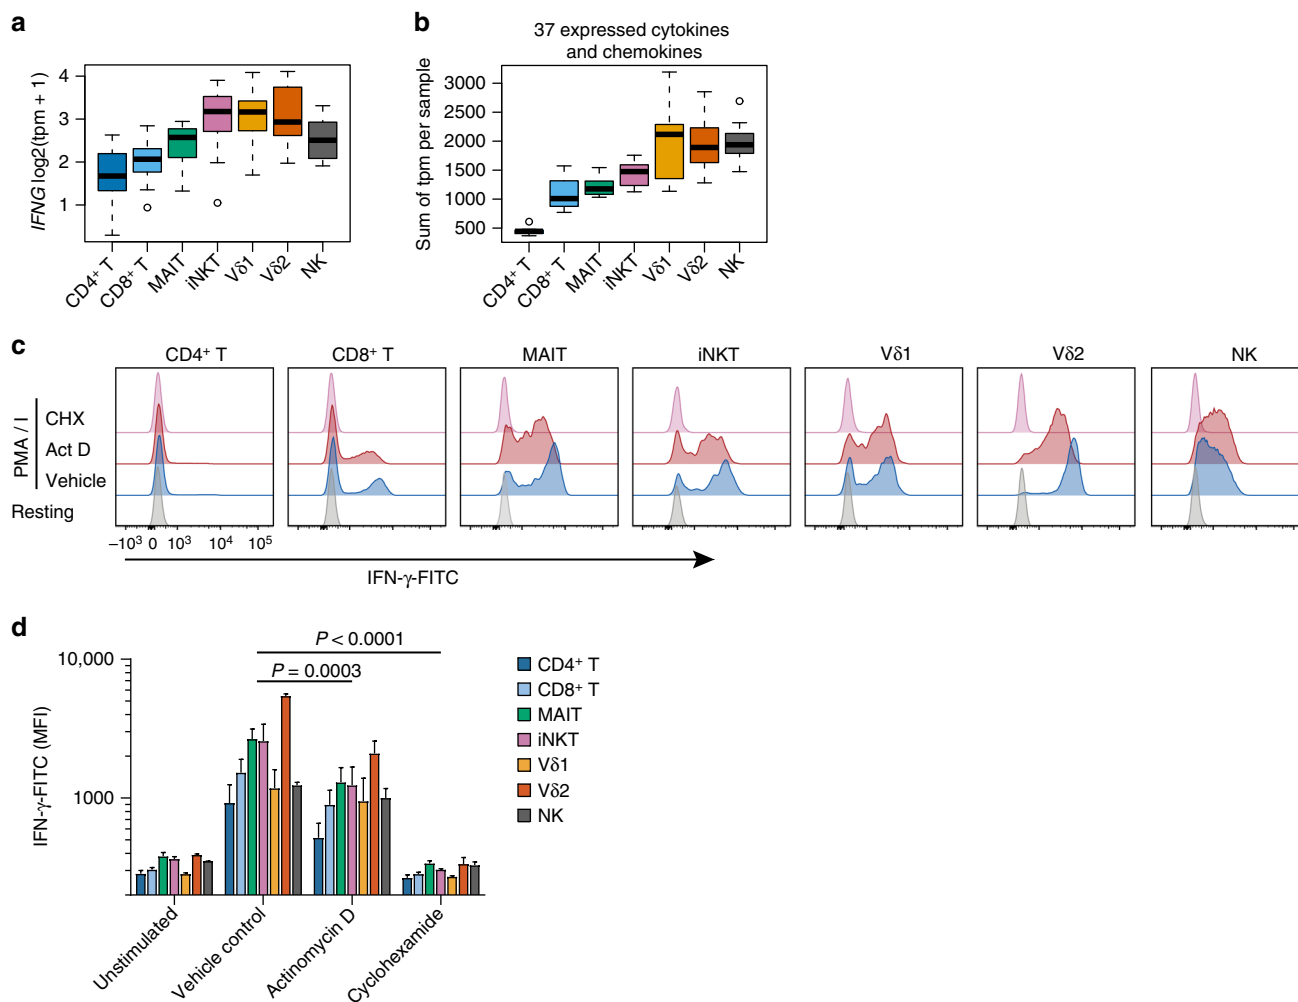 a
IFNG log2(tpm + 1)
4
3
2
1
CD4⁺ T
CD8⁺ T
MAIT
iNKT
Vδ1
Vδ2
NK
b
37 expressed cytokines
and chemokines
Sum of tpm per sample
3000
2500
2000
1500
1000
500
CD4⁺ T
CD8⁺ T
MAIT
iNKT
Vδ1
Vδ2
NK
c
CD4⁺ T
CD8⁺ T
MAIT
iNKT
Vδ1
Vδ2
NK
PMA / I
CHX
Act D
Vehicle
Resting
–10³ 0 10³ 10⁴ 10⁵
IFN-γ-FITC
d
P < 0.0001
P = 0.0003
IFN-γ-FITC (MFI)
10,000
1000
Unstimulated
Vehicle control
Actinomycin D
Cyclohexamide
CD4⁺ T
CD8⁺ T
MAIT
iNKT
Vδ1
Vδ2
NK